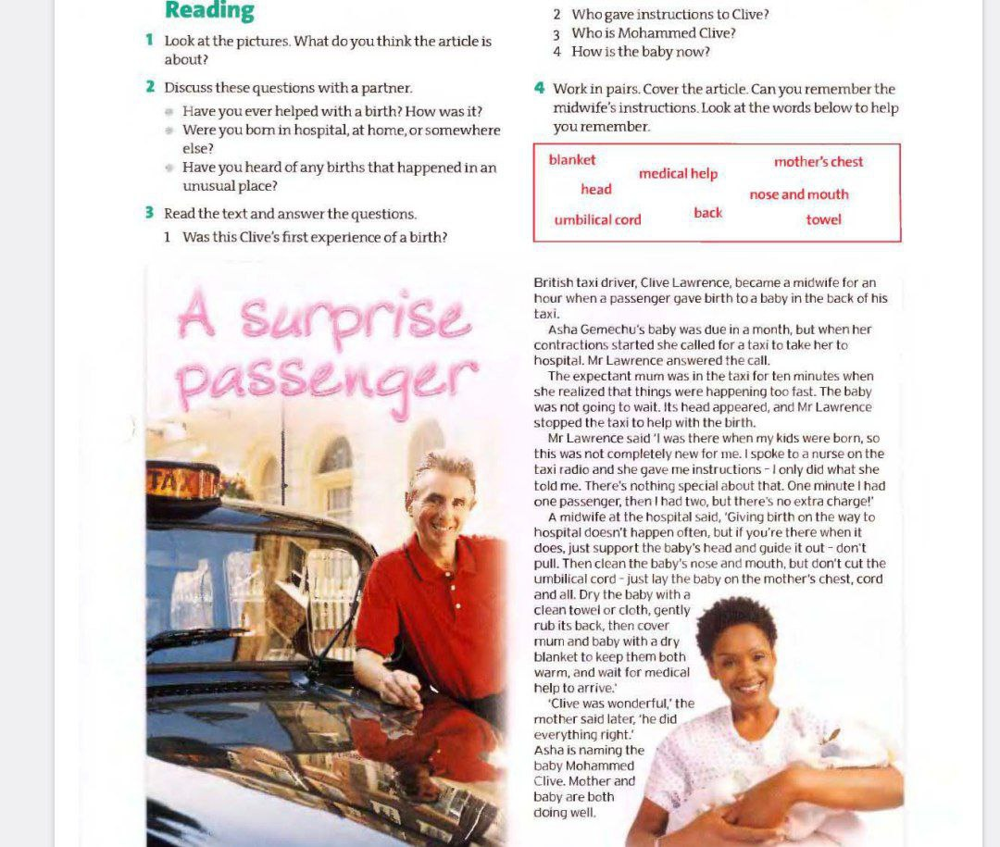 Reading
1 Look at the pictures. What do you think the article is
about?
2 Discuss these questions with a partner.
Have you ever helped with a birth? How was it?
Were you born in hospital, at home, or somewhere
else?
Have you heard of any births that happened in an
unusual place?
3 Read the text and answer the questions.
1 Was this Clive's first experience of a birth?
2 Who gave instructions to Clive?
3 Who is Mohammed Clive?
4 How is the baby now?
4 Work in pairs. Cover the article. Can you remember the
midwife's instructions. Look at the words below to help
you remember.
blanket
medical help
mother's chest
head
nose and mouth
umbilical cord
back
towel
A surprise
passenger
TAXI
British taxi driver, Clive Lawrence, became a midwife for an
hour when a passenger gave birth to a baby in the back of his
taxi.
Asha Gemechu's baby was due in a month, but when her
contractions started she called for a taxi to take her to
hospital. Mr Lawrence answered the call.
The expectant mum was in the taxi for ten minutes when
she realized that things were happening too fast. The baby
was not going to wait. Its head appeared, and Mr Lawrence
stopped the taxi to help with the birth.
Mr Lawrence said 'I was there when my kids were born, so
this was not completely new for me. I spoke to a nurse on the
taxi radio and she gave me instructions – I only did what she
told me. There's nothing special about that. One minute I had
one passenger, then I had two, but there's no extra charge!'
A midwife at the hospital said, 'Giving birth on the way to
hospital doesn't happen often, but if you're there when it
does, just support the baby's head and guide it out – don't
pull. Then clean the baby's nose and mouth, but don't cut the
umbilical cord – just lay the baby on the mother's chest, cord
and all. Dry the baby with a
clean towel or cloth, gently
rub its back, then cover
mum and baby with a dry
blanket to keep them both
warm, and wait for medical
help to arrive.'
'Clive was wonderful,' the
mother said later, 'he did
everything right.'
Asha is naming the
baby Mohammed
Clive. Mother and
baby are both
doing well.